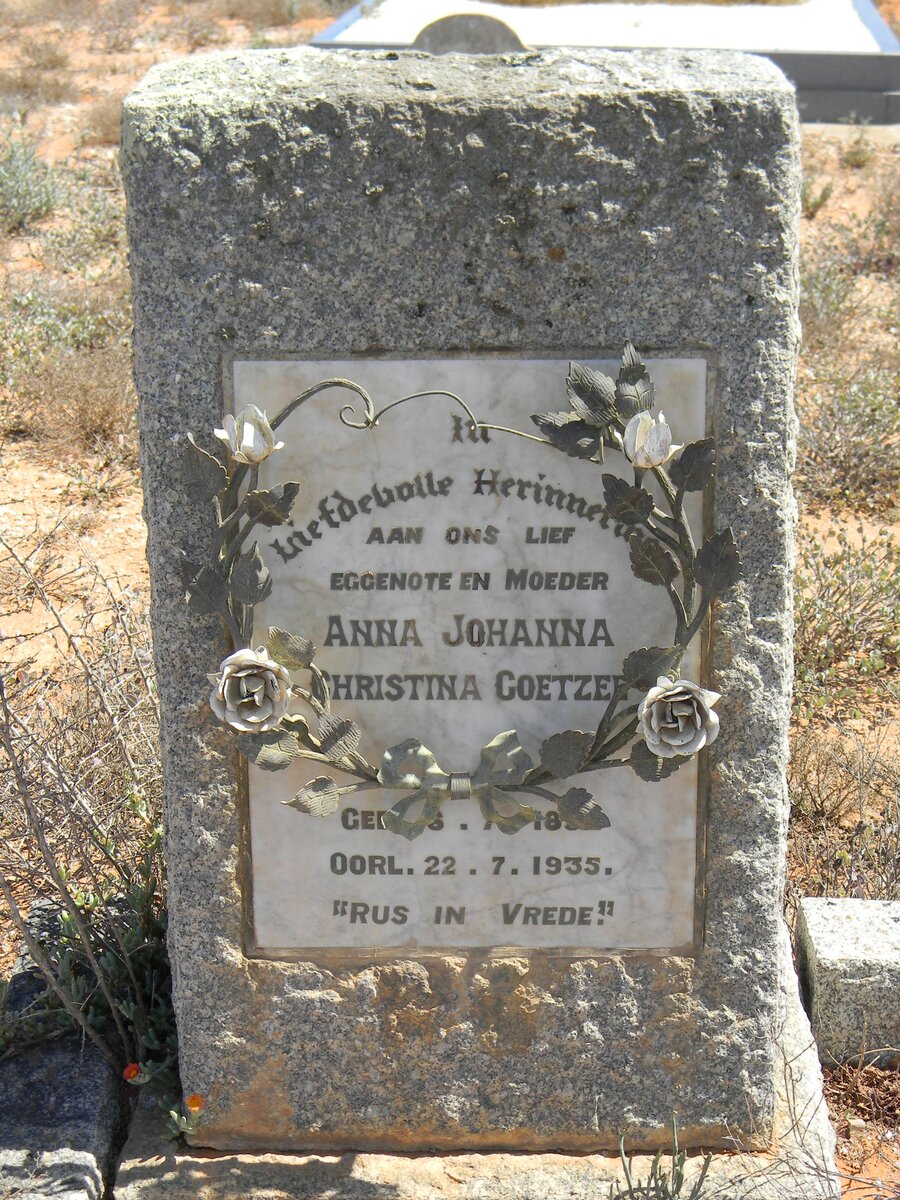 In
Liefdevolle Herinnering
AAN ONS LIEF
EGGENOTE EN MOEDER
ANNA JOHANNA
CHRISTINA COETZEE
OORL. 22.7.1935.
"RUS IN VREDE."